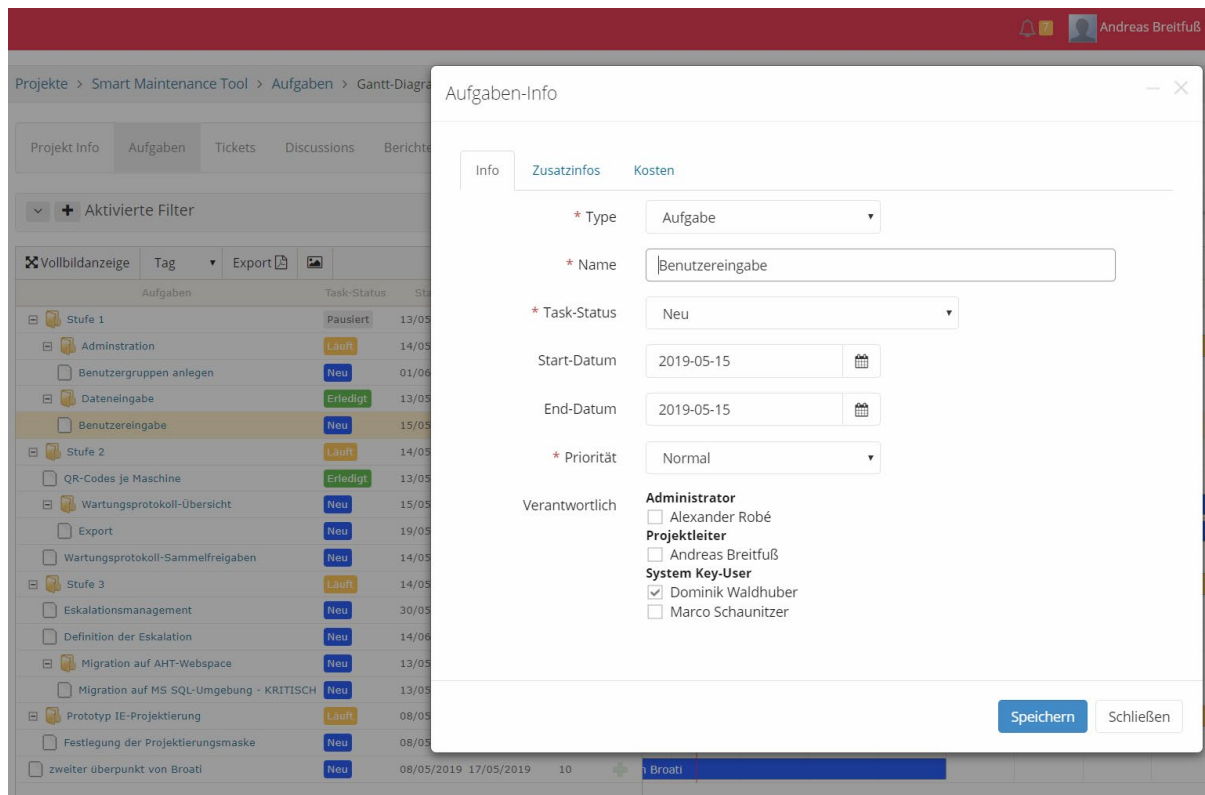 7 Andreas Breitfuß
Projekte > Smart Maintenance Tool > Aufgaben > Gantt-Diagra
Projekt Info Aufgaben Tickets Discussions Berichte
Aktivierte Filter
Vollbildanzeige Tag Export
Aufgaben Task-Status Sta
Stufe 1 Pausiert 13/05
Adminstration Läuft 14/05
Benutzergruppen anlegen Neu 01/06
Dateneingabe Erledigt 13/05
Benutzereingabe Neu 15/05
Stufe 2 Läuft 14/05
QR-Codes je Maschine Erledigt 13/05
Wartungsprotokoll-Übersicht Neu 15/05
Export Neu 19/05
Wartungsprotokoll-Sammelfreigaben Neu 14/05
Stufe 3 Läuft 14/05
Eskalationsmanagement Neu 30/05
Definition der Eskalation Neu 14/06
Migration auf AHT-Webspace Neu 13/05
Migration auf MS SQL-Umgebung - KRITISCH Neu 13/05
Prototyp IE-Projektierung Läuft 08/05
Festlegung der Projektierungsmaske Neu 08/05
zweiter überpunkt von Broati Neu 08/05/2019 17/05/2019 10 n Broati
Aufgaben-Info
Info Zusatzinfos Kosten
* Type Aufgabe
* Name Benutzereingabe
* Task-Status Neu
Start-Datum 2019-05-15
End-Datum 2019-05-15
* Priorität Normal
Verantwortlich Administrator
Alexander Robé
Projektleiter
Andreas Breitfuß
System Key-User
Dominik Waldhuber
Marco Schaunitzer
Speichern Schließen